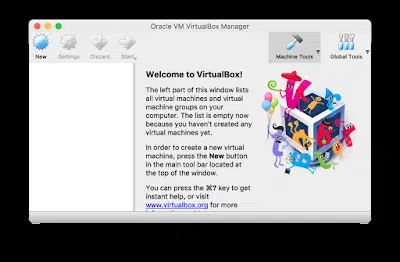 Oracle VM VirtualBox Manager
New Settings Discard Start Machine Tools Global Tools
Welcome to VirtualBox!
The left part of this window lists
all virtual machines and virtual
machine groups on your
computer. The list is empty now
because you haven't created any
virtual machines yet.
In order to create a new virtual
machine, press the New button
in the main tool bar located at
the top of the window.
You can press the ⌘? key to get
instant help, or visit
www.virtualbox.org for more